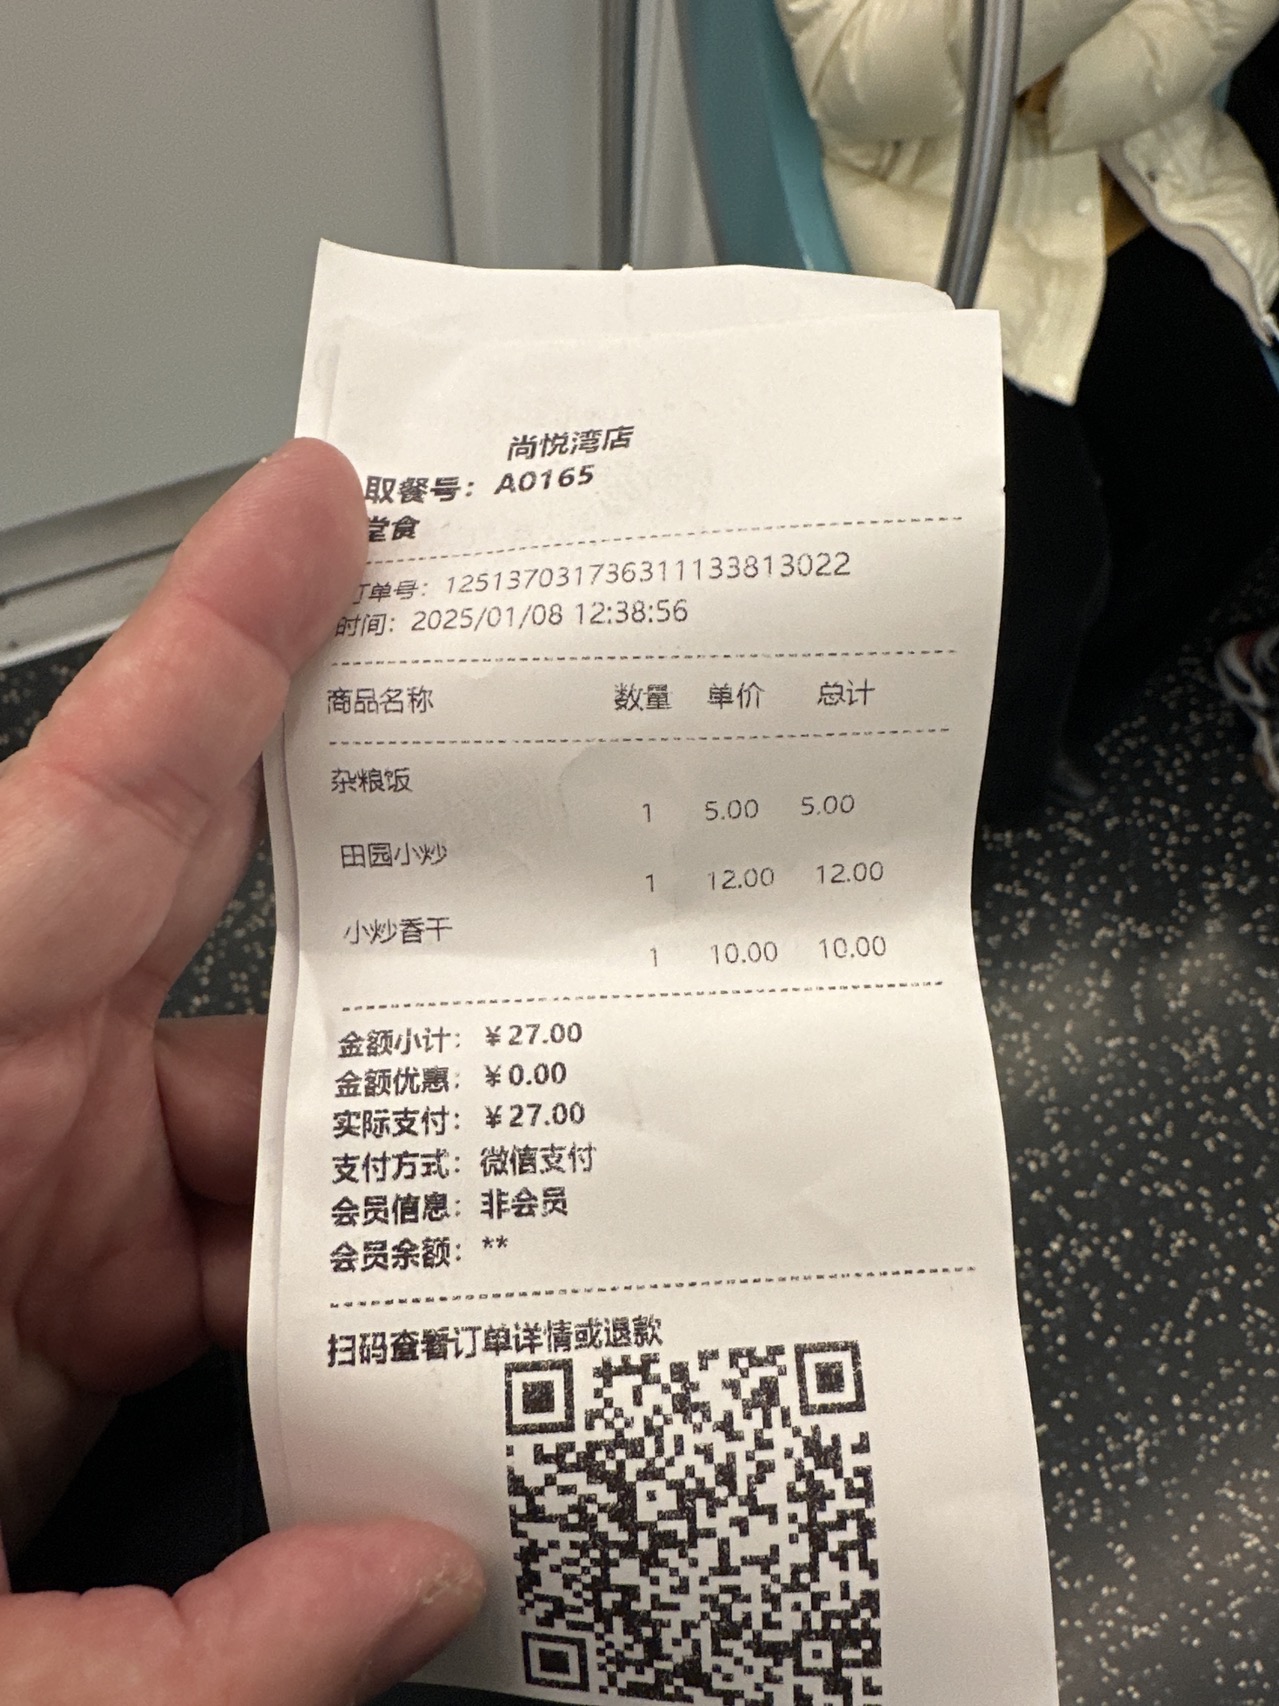 尚悦湾店
取餐号：A0165
堂食
订单号：12513703173631113381​3022
时间：2025/01/08 12:38:56
商品名称 数量 单价 总计
杂粮饭
1 5.00 5.00
田园小炒
1 12.00 12.00
小炒香干
1 10.00 10.00
金额小计：￥27.00
金额优惠：￥0.00
实际支付：￥27.00
支付方式：微信支付
会员信息：非会员
会员余额：**
扫码查看订单详情或退款